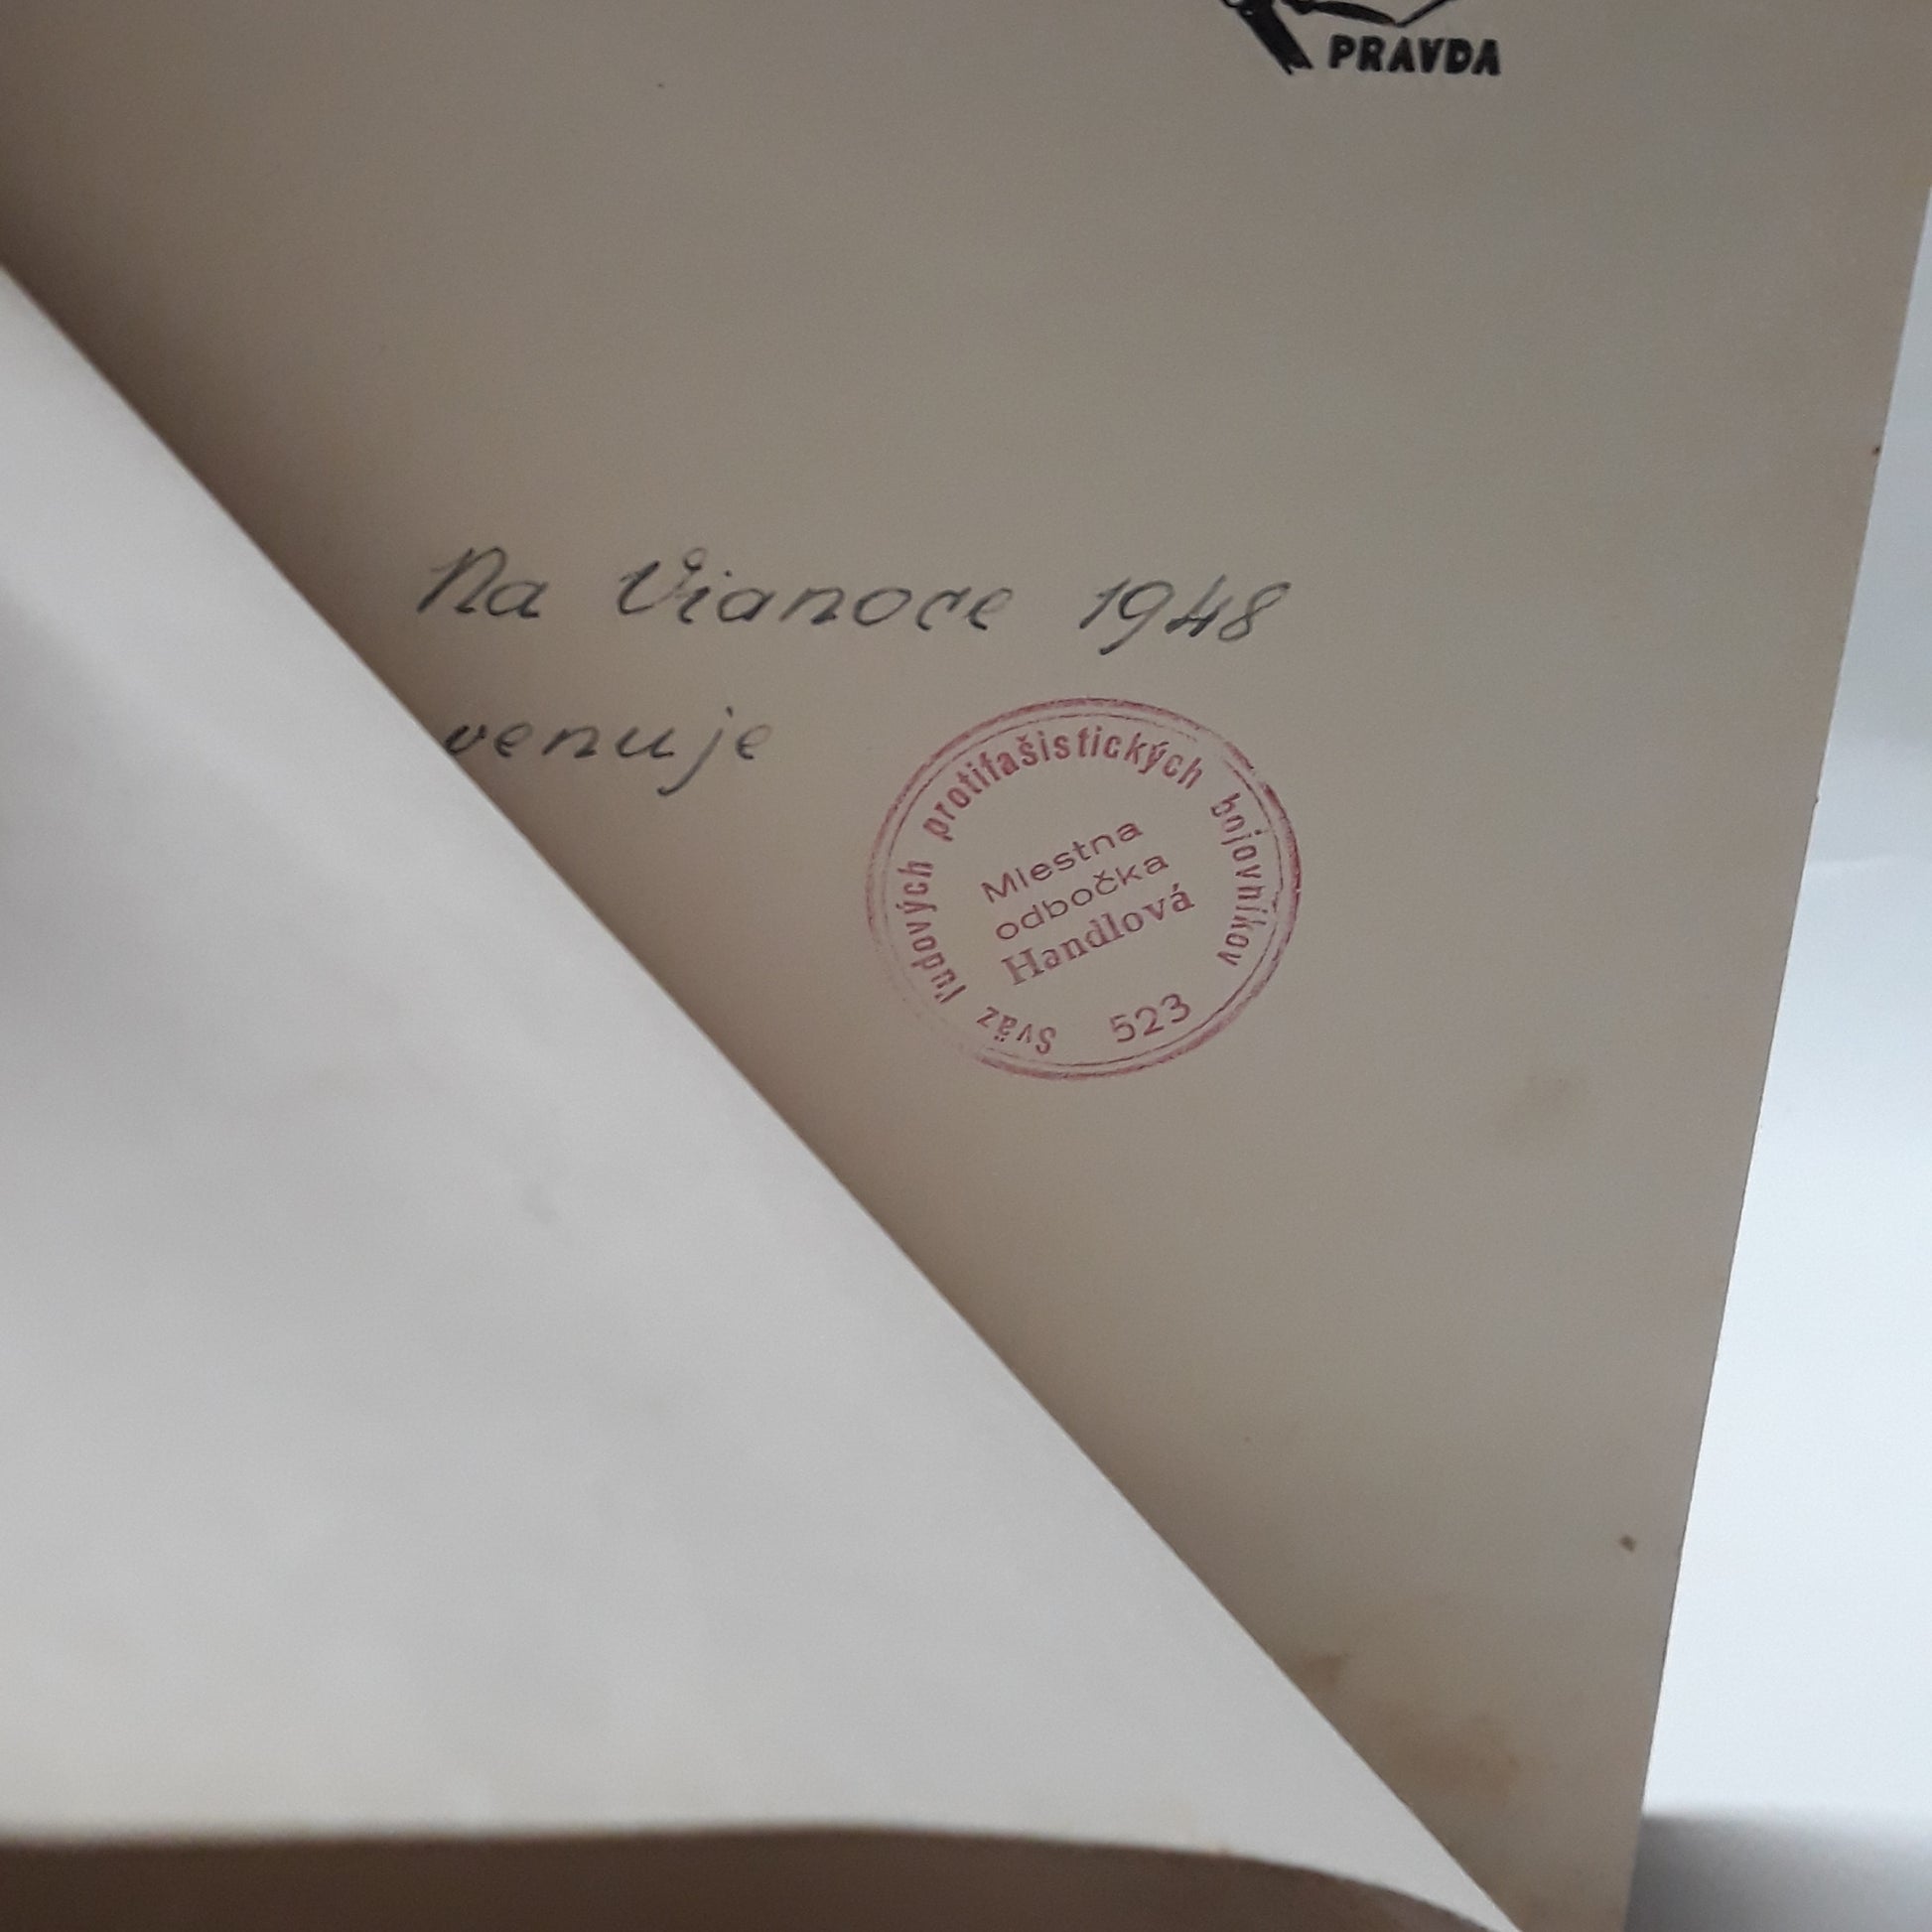 PRAVDA
Na Vianoce 1948
venuje
Sväz ľudových protifašistických bojovníkov
Miestna
odbočka
Handlová
523